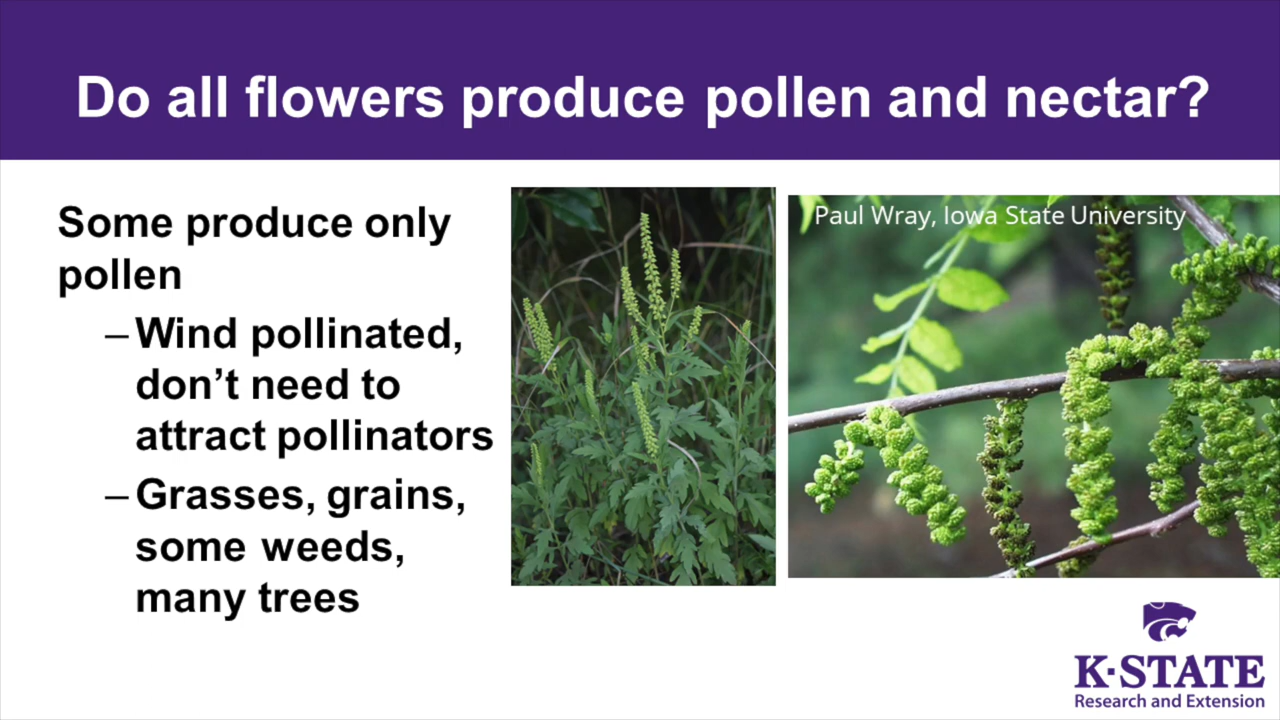 Do all flowers produce pollen and nectar?
Some produce only
pollen
–Wind pollinated,
don’t need to
attract pollinators
–Grasses, grains,
some weeds,
many trees
Paul Wray, Iowa State University
K·STATE
Research and Extension